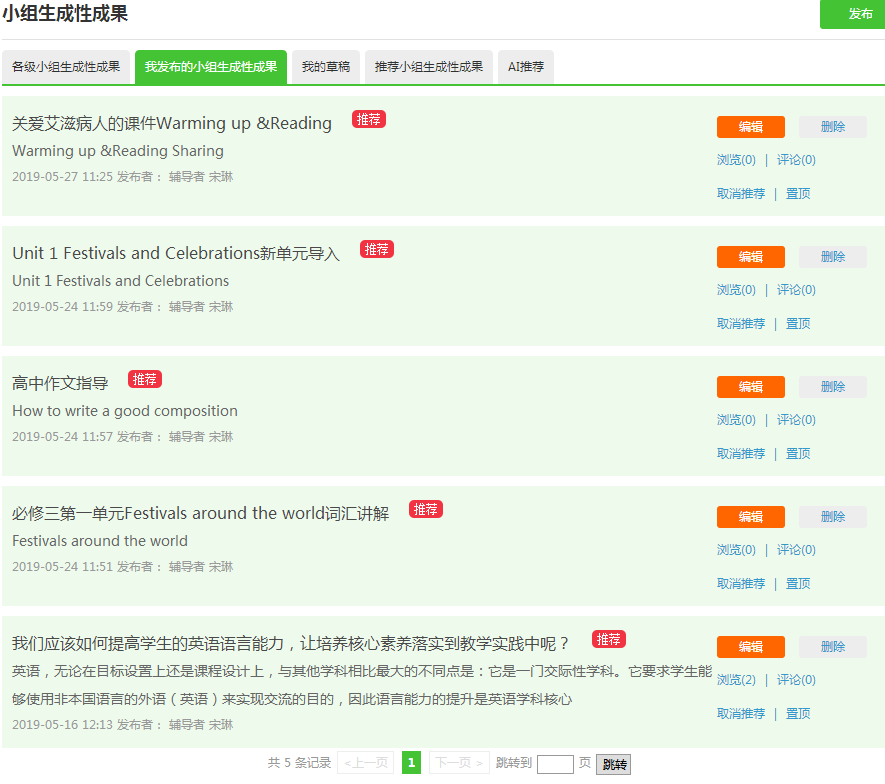 小组生成性成果
发布
各级小组生成性成果 我发布的小组生成性成果 我的草稿 推荐小组生成性成果 AI推荐
关爱艾滋病人的课件Warming up &Reading 推荐
编辑 删除
Warming up &Reading Sharing
浏览(0) | 评论(0)
2019-05-27 11:25 发布者： 辅导者 宋琳
取消推荐 | 置顶
Unit 1 Festivals and Celebrations新单元导入 推荐
编辑 删除
Unit 1 Festivals and Celebrations
浏览(0) | 评论(0)
2019-05-24 11:59 发布者： 辅导者 宋琳
取消推荐 | 置顶
高中作文指导 推荐
编辑 删除
How to write a good composition
浏览(0) | 评论(0)
2019-05-24 11:57 发布者： 辅导者 宋琳
取消推荐 | 置顶
必修三第一单元Festivals around the world词汇讲解 推荐
编辑 删除
Festivals around the world
浏览(0) | 评论(0)
2019-05-24 11:51 发布者： 辅导者 宋琳
取消推荐 | 置顶
我们应该如何提高学生的英语语言能力，让培养核心素养落实到教学实践中呢？ 推荐
编辑 删除
英语，无论在目标设置上还是课程设计上，与其他学科相比最大的不同点是：它是一门交际性学科。它要求学生能
浏览(2) | 评论(0)
够使用非本国语言的外语（英语）来实现交流的目的，因此语言能力的提升是英语学科核心
取消推荐 | 置顶
2019-05-16 12:13 发布者： 辅导者 宋琳
共 5 条记录 <上一页 1 下一页 > 跳转到 页 跳转